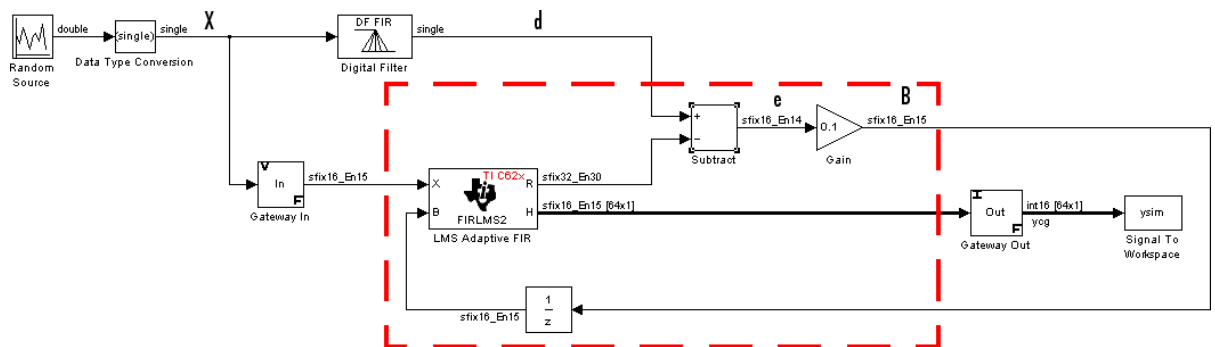 X
d
double
(single)
single
Random
Source
Data Type Conversion
DF FIR
single
Digital Filter
e
B
+
−
sfix16_En14
0.1
sfix16_En15
Subtract
Gain
V
In
F
sfix16_En15
Gateway In
TI C62x
X
R
B
H
FIRLMS2
LMS Adaptive FIR
sfix32_En30
sfix16_En15 [64x1]
I
Out
F
int16 [64x1]
ycg
Gateway Out
ysim
Signal To
Workspace
1
z
sfix16_En15